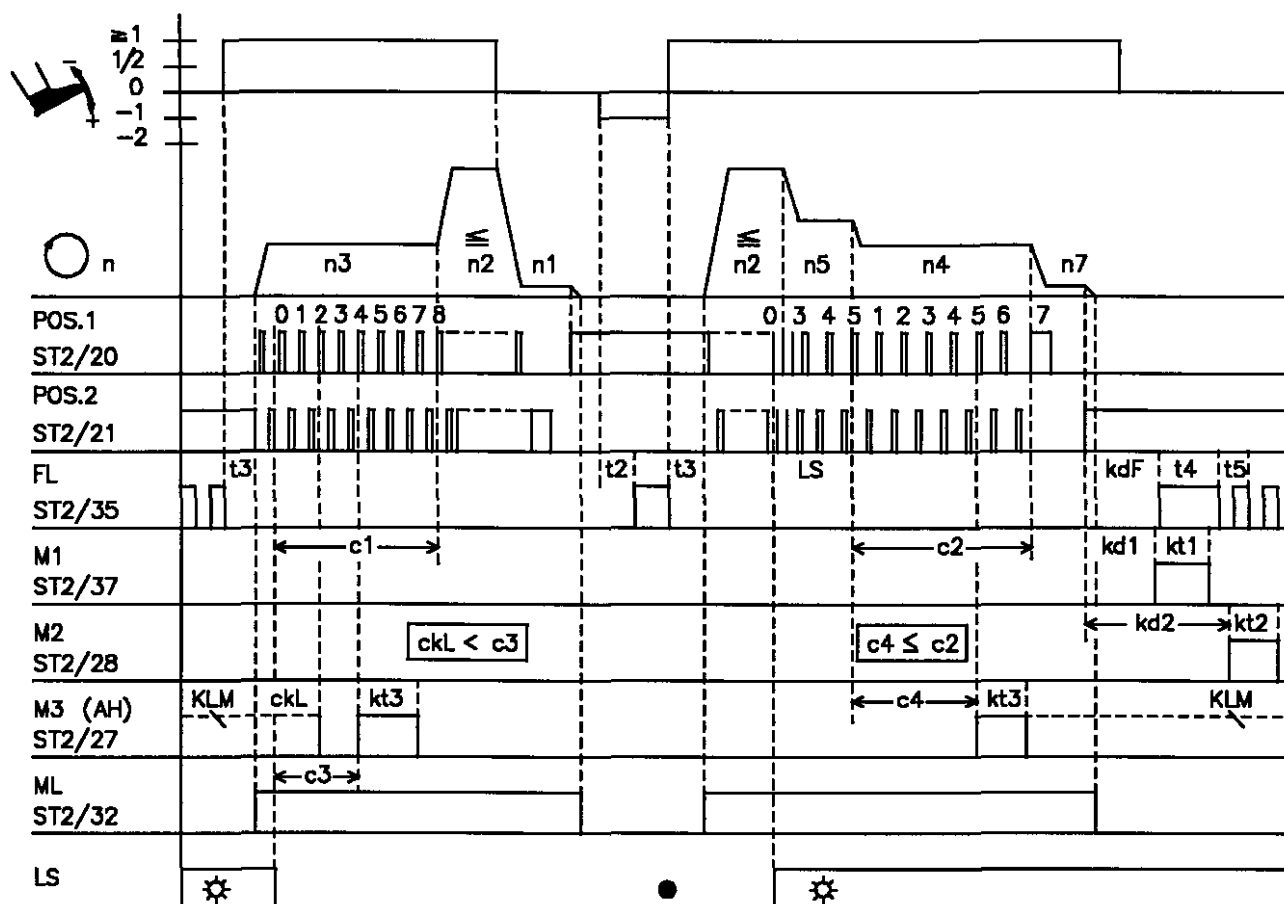 ≧1
1/2
0
-1
-2
-
+
n
n3
≤
n2
n1
≤
n2
n5
n4
n7
POS.1
0 1 2 3 4 5 6 7 8
0 3 4 5 1 2 3 4 5 6 7
ST2/20
POS.2
ST2/21
FL
t3
t2
t3
LS
kdF
t4
t5
ST2/35
M1
c1
c2
kd1
kt1
ST2/37
M2
ckL < c3
c4 ≤ c2
kd2
kt2
ST2/28
M3 (AH)
KLM
ckL
kt3
c4
kt3
KLM
ST2/27
ML
c3
ST2/32
LS